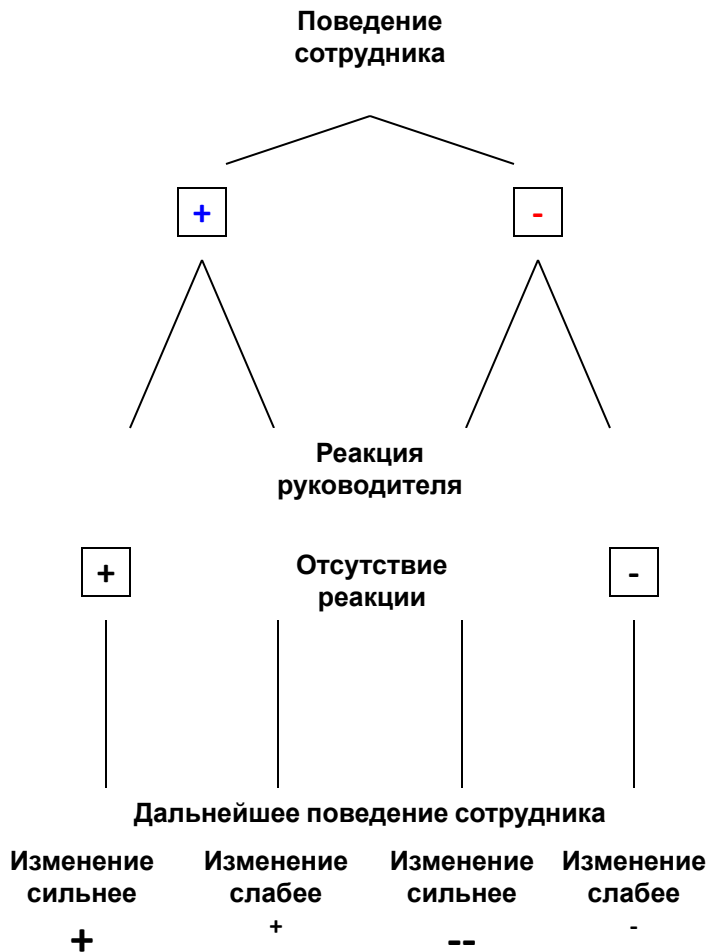 Поведение
сотрудника
+ -
Реакция
руководителя
+ Отсутствие -
реакции
Дальнейшее поведение сотрудника
Изменение Изменение Изменение Изменение
сильнее слабее сильнее слабее
+ + -- -